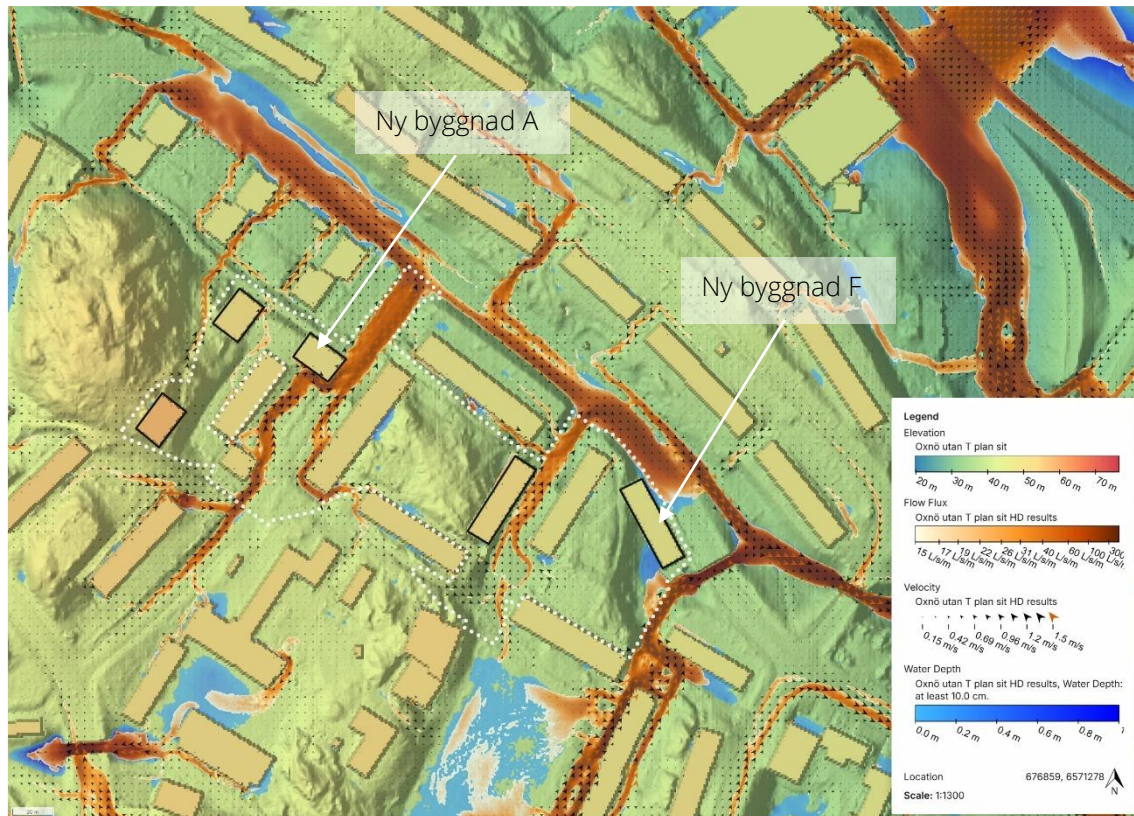 Ny byggnad A
Ny byggnad F
Legend
Elevation
Oxnö utan T plan sit
20 m 30 m 40 m 50 m 60 m 70 m
Flow Flux
Oxnö utan T plan sit HD results
15 L/s/m 17 L/s/m 19 L/s/m 22 L/s/m 26 L/s/m 31 L/s/m 40 L/s/m 60 L/s/m 100 L/s/m 300 L/s/
Velocity
Oxnö utan T plan sit HD results
0.15 m/s 0.42 m/s 0.69 m/s 0.96 m/s 1.2 m/s 1.5 m/s
Water Depth
Oxnö utan T plan sit HD results, Water Depth:
at least 10.0 cm.
0.0 m 0.2 m 0.4 m 0.6 m 0.8 m
Location 676859, 6571278
Scale: 1:1300 N
20 m